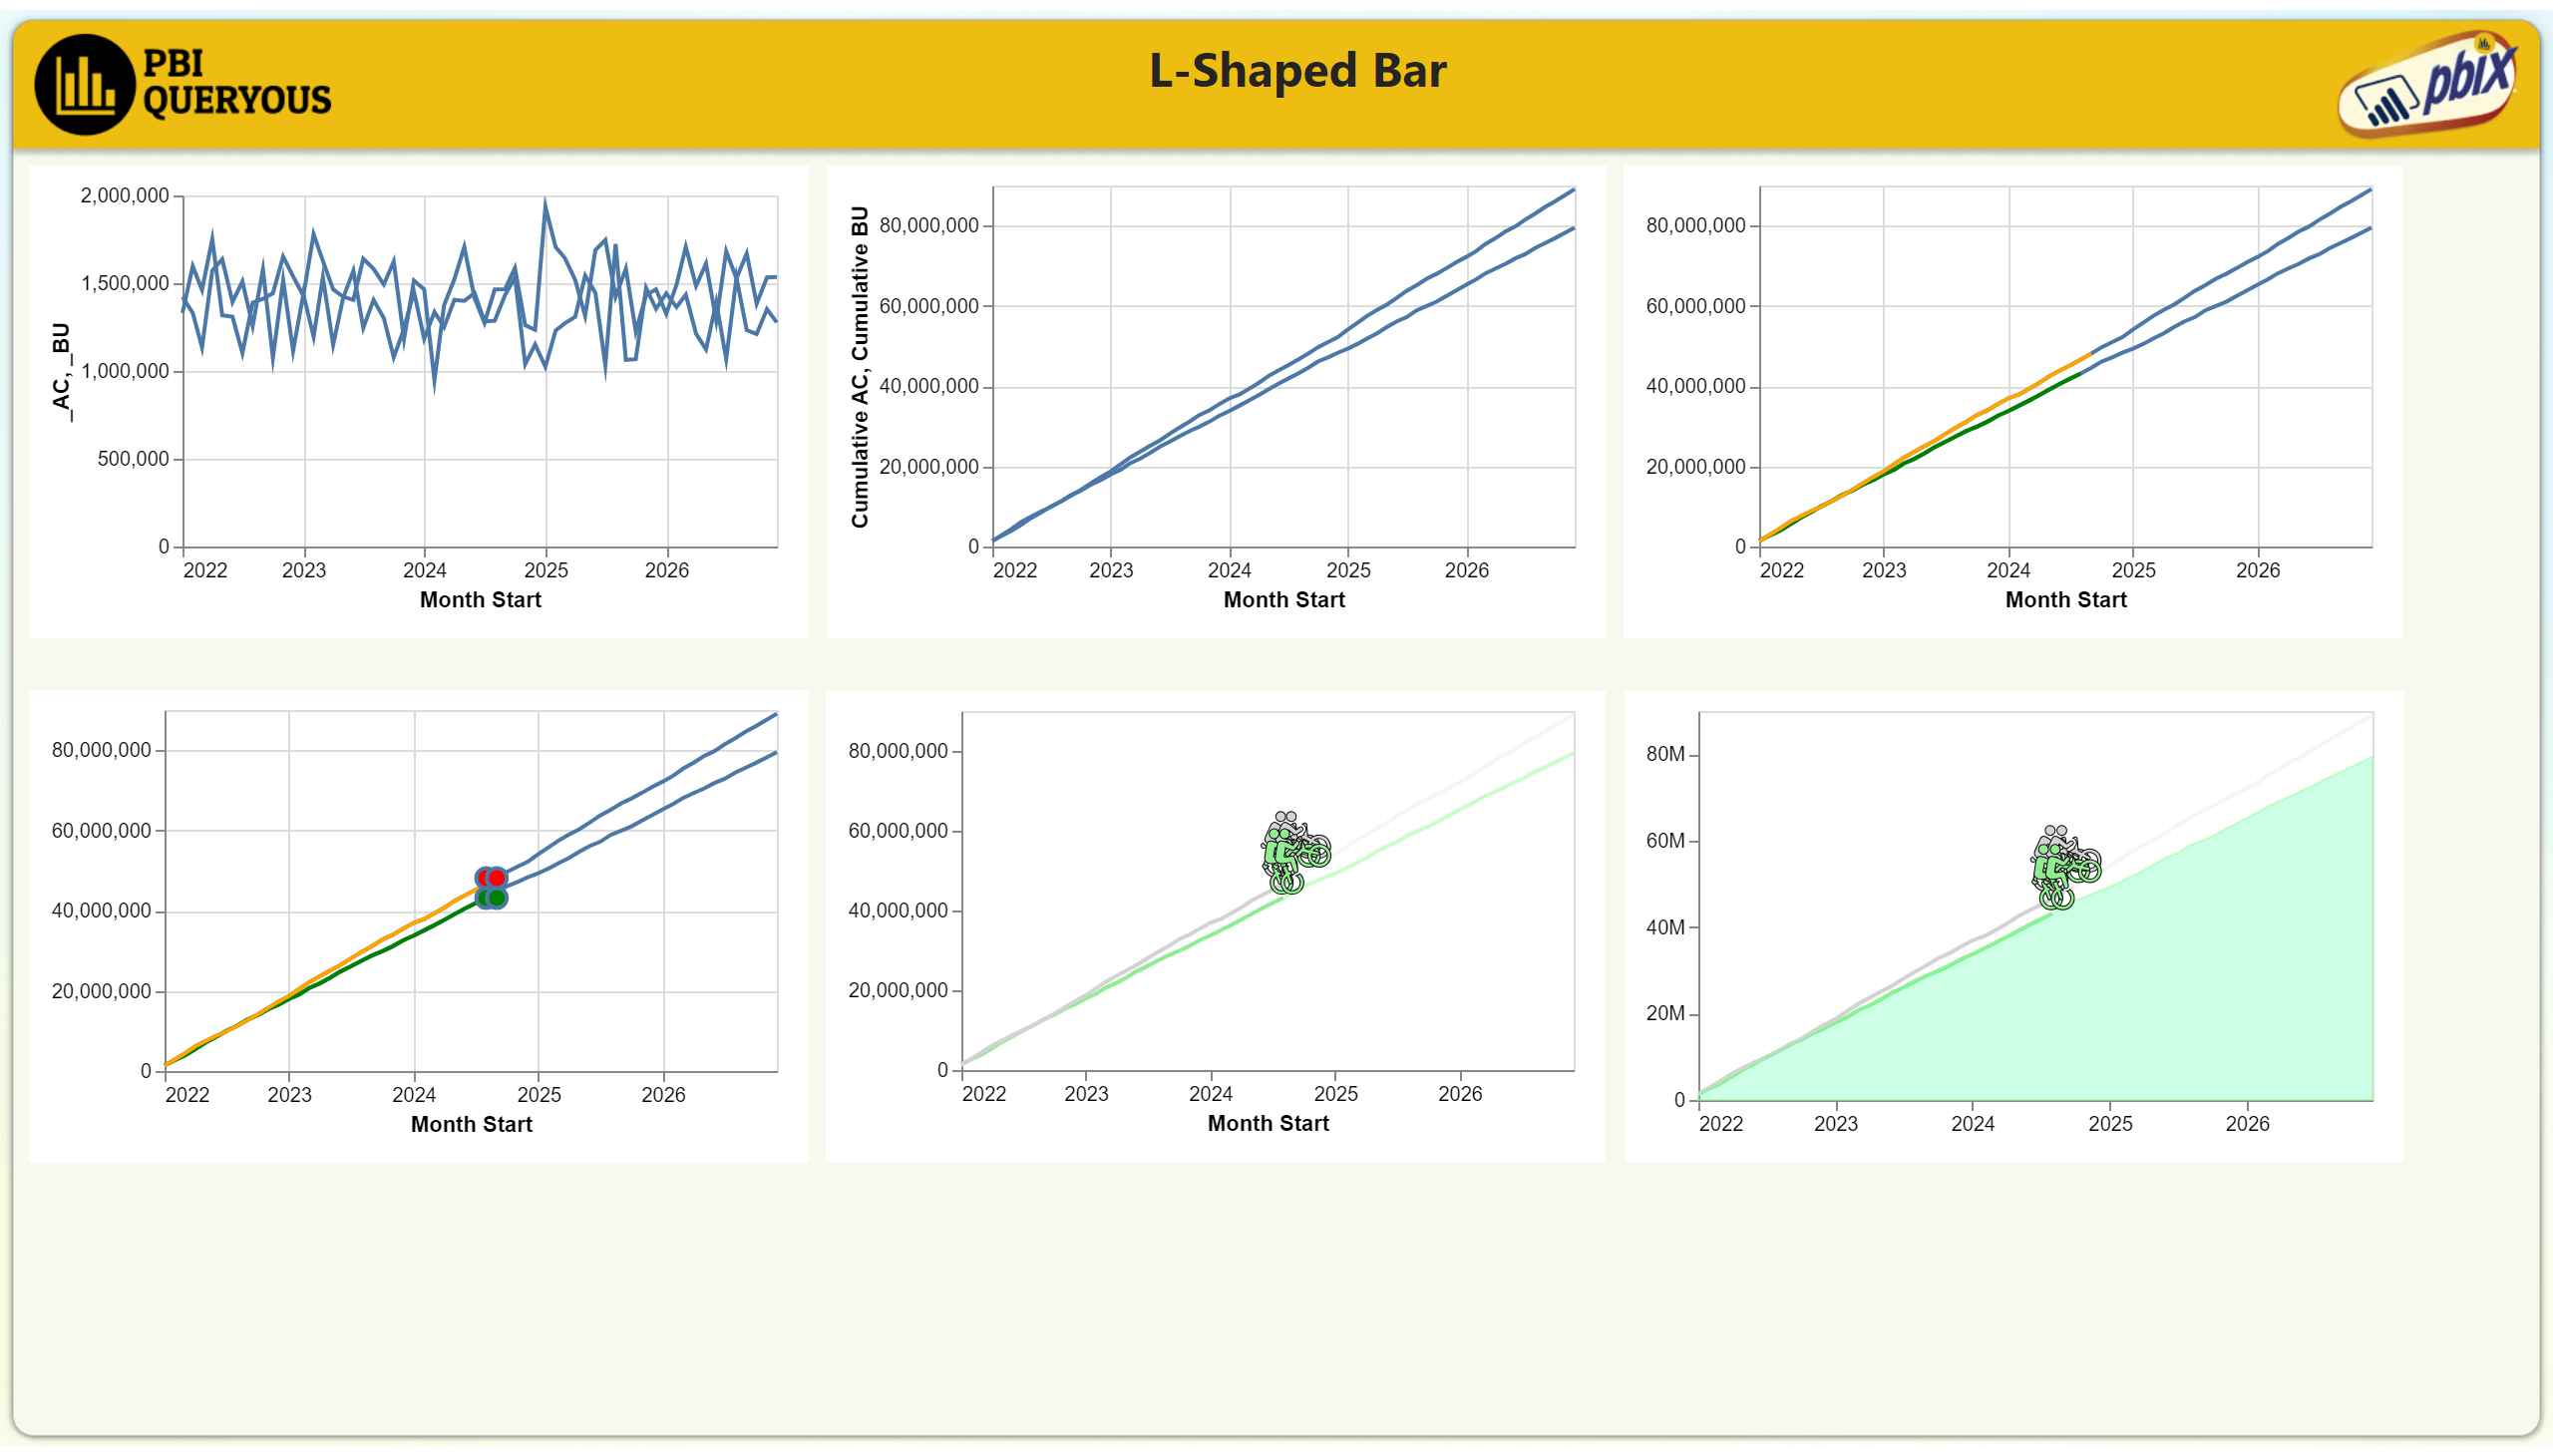 PBI
QUERYOUS
L-Shaped Bar
pbix
2,000,000
1,500,000
1,000,000
500,000
0
_AC, _BU
2022 2023 2024 2025 2026
Month Start
80,000,000
60,000,000
40,000,000
20,000,000
0
Cumulative AC, Cumulative BU
2022 2023 2024 2025 2026
Month Start
80,000,000
60,000,000
40,000,000
20,000,000
0
2022 2023 2024 2025 2026
Month Start
80,000,000
60,000,000
40,000,000
20,000,000
0
2022 2023 2024 2025 2026
Month Start
80,000,000
60,000,000
40,000,000
20,000,000
0
2022 2023 2024 2025 2026
Month Start
80M
60M
40M
20M
0
2022 2023 2024 2025 2026